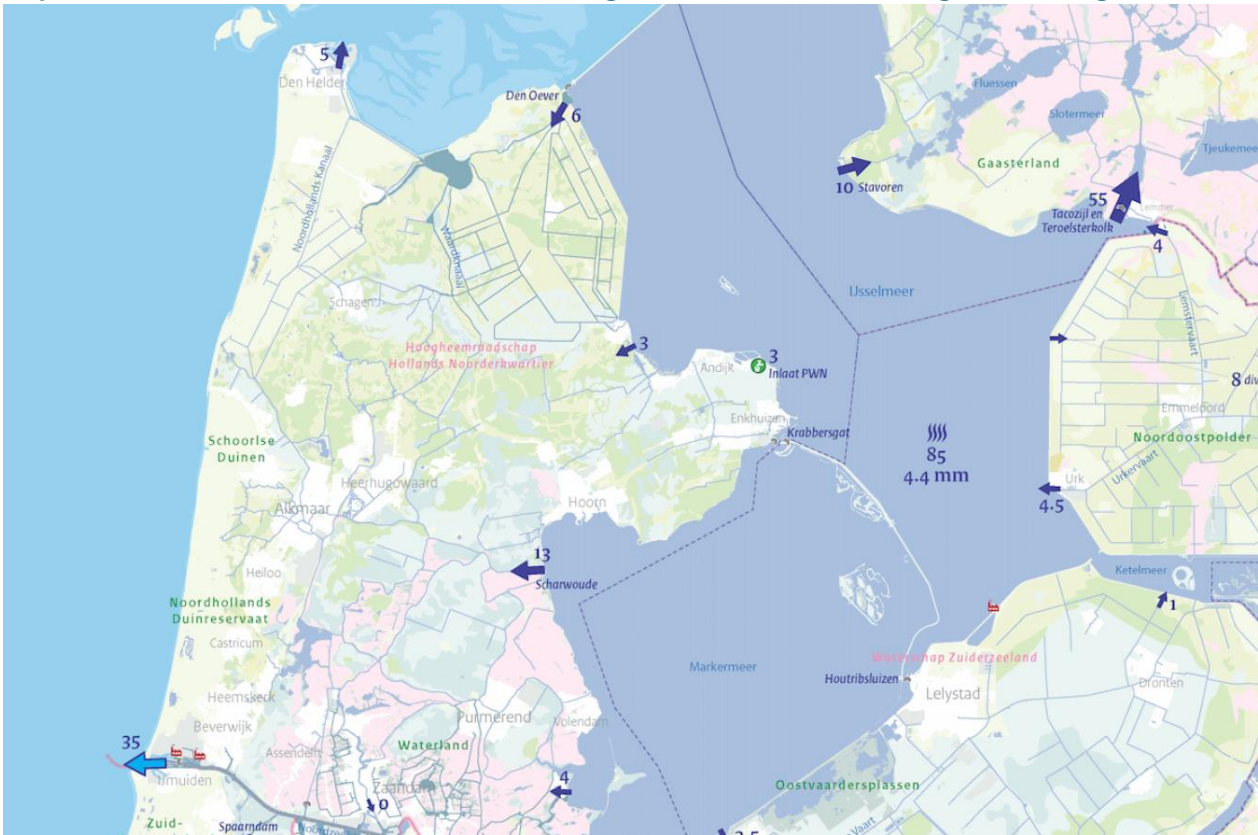 5
Den Helder
Den Oever
6
Fluessen
Slotermeer
Tjeukemee
Gaasterland
10 Stavoren
55
Tacozijl en
Teroelsterkolk
Lemmer
4
Noordhollands Kanaal
Waardkanaal
IJsselmeer
Schagen
Lemstervaart
Hoogheemraadschap
Hollands Noorderkwartier
3
3
Andijk
Inlaat PWN
8 div
Emmeloord
Enkhuizen
Krabbersgat
Schoorlse
Duinen
85
4.4 mm
Noordoostpolder
Heerhugowaard
Urkervaart
Urk
Alkmaar
Hoorn
4.5
13
Scharwoude
Heiloo
Ketelmeer
Noordhollands
Duinreservaat
1
Castricum
Markermeer
Waterschap Zuiderzeeland
Houtribsluizen
Lelystad
Dronten
Heemskerk
Beverwijk
Purmerend
Volendam
35
Assendelft
Waterland
IJmuiden
Zaandam
4
Oostvaardersplassen
0
Zuid-
Spaarndam